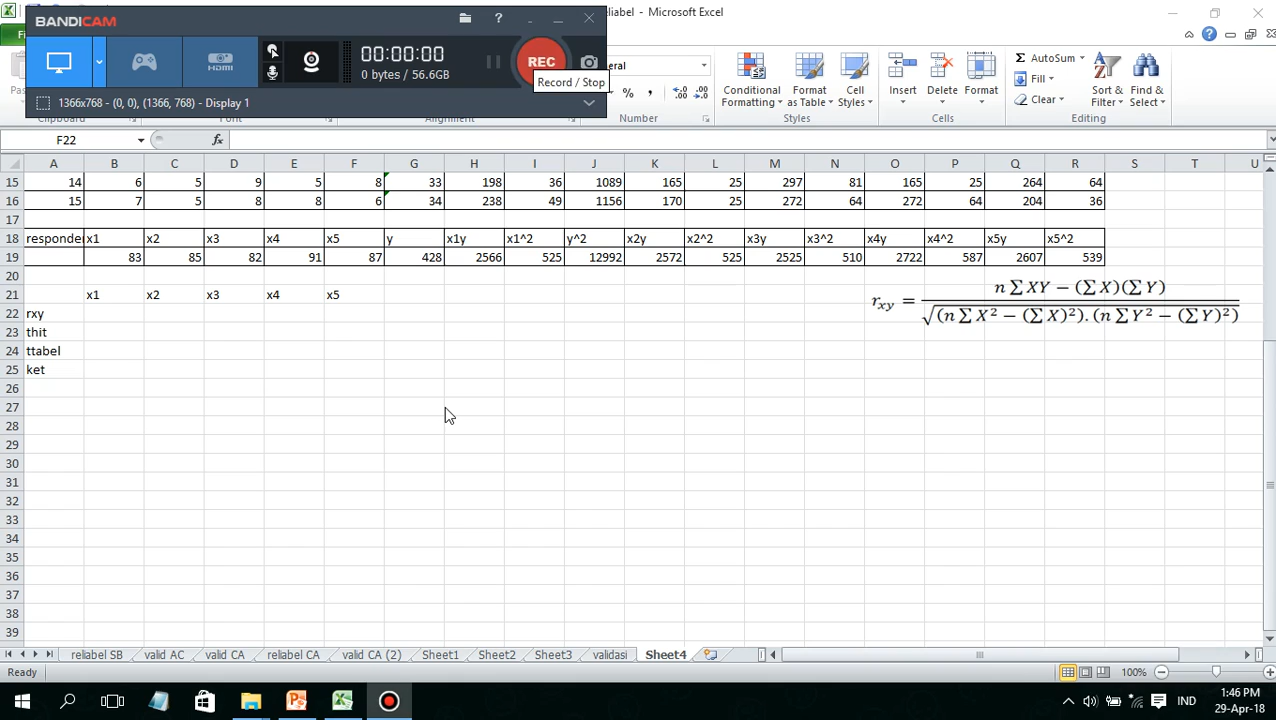 reliabel - Microsoft Excel
BANDICAM
?
00:00:00
0 bytes / 56.6GB
REC
Record / Stop
1366x768 - (0, 0), (1366, 768) - Display 1
Conditional Formatting
Format as Table
Cell Styles
Insert
Delete
Format
AutoSum
Fill
Clear
Sort & Filter
Find & Select
Number
Styles
Cells
Editing
F22
fx
A B C D E F G H I J K L M N O P Q R S T U
15 14 6 5 9 5 8 33 198 36 1089 165 25 297 81 165 25 264 64
16 15 7 5 8 8 6 34 238 49 1156 170 25 272 64 272 64 204 36
17
18 responder x1 x2 x3 x4 x5 y x1y x1^2 y^2 x2y x2^2 x3y x3^2 x4y x4^2 x5y x5^2
19 83 85 82 91 87 428 2566 525 12992 2572 525 2525 510 2722 587 2607 539
20
21 x1 x2 x3 x4 x5
22 rxy
23 thit
24 ttabel
25 ket
26
27
28
29
30
31
32
33
34
35
36
37
38
39
n ∑ XY − (∑ X)(∑ Y)
r_xy =
√(n ∑ X² − (∑ X)²). (n ∑ Y² − (∑ Y)²)
reliabel SB valid AC valid CA reliabel CA valid CA (2) Sheet1 Sheet2 Sheet3 validasi Sheet4
Ready
100%
IND
1:46 PM
29-Apr-18